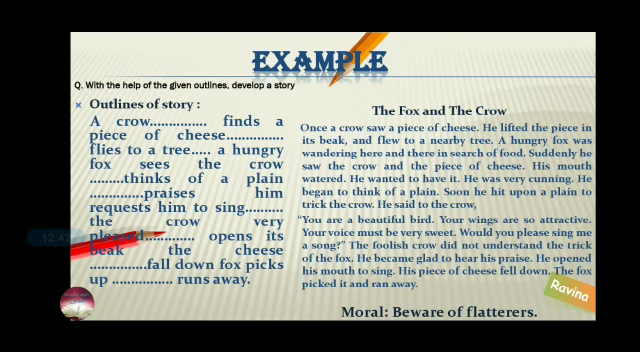 EXAMPLE
Q. With the help of the given outlines, develop a story
Outlines of story :
A crow............... finds a
piece of cheese...............
flies to a tree..... a hungry
fox sees the crow
.........thinks of a plain
..............praises him
requests him to sing..........
the crow very
pleased............. opens its
beak the cheese
...............fall down fox picks
up ................ runs away.
The Fox and The Crow
Once a crow saw a piece of cheese. He lifted the piece in
its beak, and flew to a nearby tree. A hungry fox was
wandering here and there in search of food. Suddenly he
saw the crow and the piece of cheese. His mouth
watered. He wanted to have it. He was very cunning. He
began to think of a plain. Soon he hit upon a plain to
trick the crow. He said to the crow,
“You are a beautiful bird. Your wings are so attractive.
Your voice must be very sweet. Would you please sing me
a song?” The foolish crow did not understand the trick
of the fox. He became glad to hear his praise. He opened
his mouth to sing. His piece of cheese fell down. The fox
picked it and ran away.
Moral: Beware of flatterers.
Ravina
12:42